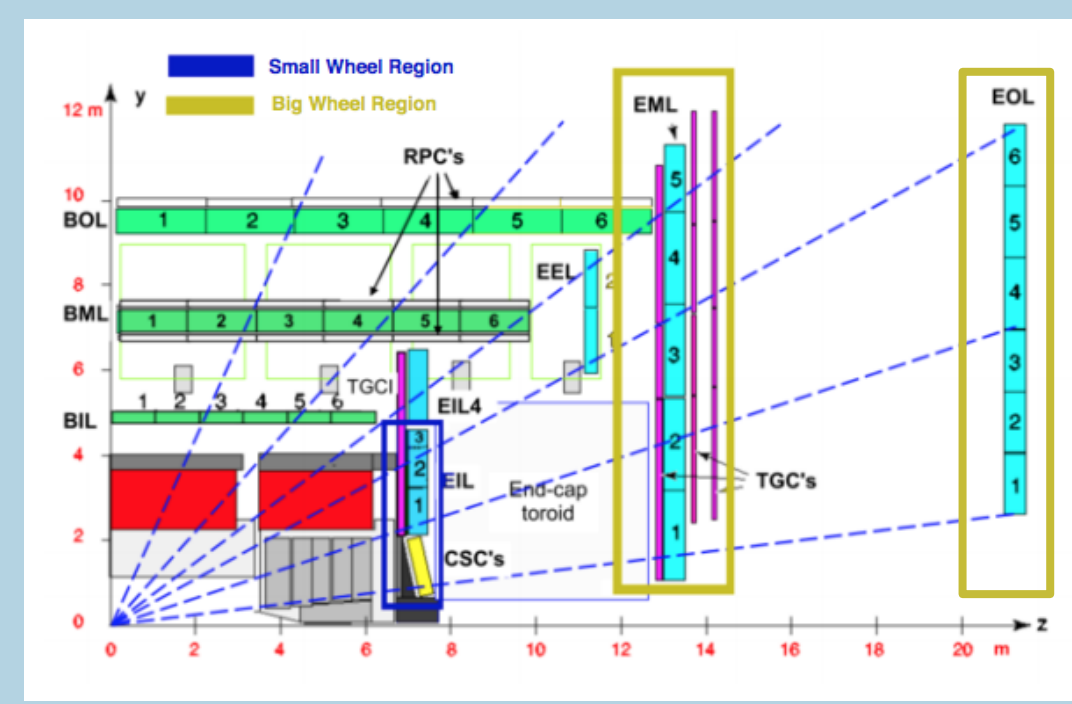 Small Wheel Region
Big Wheel Region
12 m
y
EML
EOL
RPC's
6
5
10
BOL
1 2 3 4 5 6
5
EEL
2
4
8
4
BML
1 2 3 4 5 6
1
3
3
6
TGCI
1 2 3 4 5 6
EIL4
BIL
3
2
2
4
2
EIL
End-cap
toroid
TGC's
1
1
2
1
CSC's
0
z
0 2 4 6 8 10 12 14 16 18 20 m